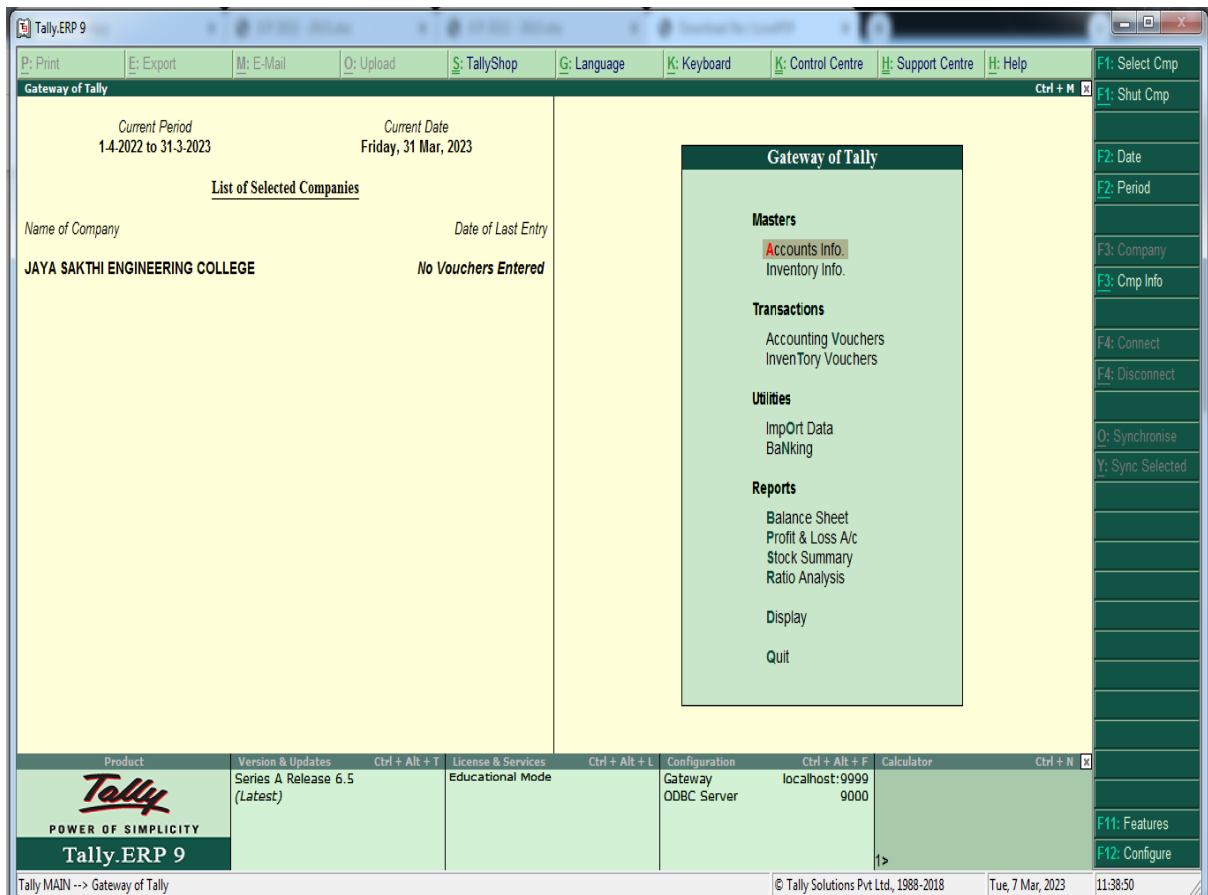 Tally.ERP 9
P: Print E: Export M: E-Mail O: Upload S: TallyShop G: Language K: Keyboard K: Control Centre H: Support Centre H: Help
Gateway of Tally Ctrl + M x
Current Period Current Date
1-4-2022 to 31-3-2023 Friday, 31 Mar, 2023
List of Selected Companies
Name of Company Date of Last Entry
JAYA SAKTHI ENGINEERING COLLEGE No Vouchers Entered
Gateway of Tally
Masters
Accounts Info.
Inventory Info.
Transactions
Accounting Vouchers
InvenTory Vouchers
Utilities
ImpOrt Data
BaNking
Reports
Balance Sheet
Profit & Loss A/c
Stock Summary
Ratio Analysis
Display
Quit
F1: Select Cmp
F1: Shut Cmp
F2: Date
F2: Period
F3: Company
F3: Cmp Info
F4: Connect
F4: Disconnect
O: Synchronise
Y: Sync Selected
F11: Features
F12: Configure
Product
Tally
POWER OF SIMPLICITY
Tally.ERP 9
Version & Updates Ctrl + Alt + T
Series A Release 6.5
(Latest)
License & Services Ctrl + Alt + L
Educational Mode
Configuration Ctrl + Alt + F
Gateway localhost:9999
ODBC Server 9000
Calculator Ctrl + N x
1>
Tally MAIN --> Gateway of Tally © Tally Solutions Pvt Ltd., 1988-2018 Tue, 7 Mar, 2023 11:38:50